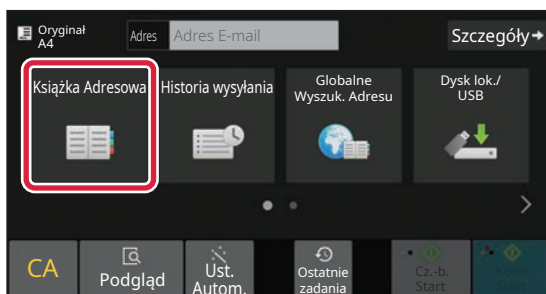 Oryginał
A4
Adres
Adres E-mail
Szczegóły
Książka Adresowa
Historia wysyłania
Globalne
Wyszuk. Adresu
Dysk lok./
USB
CA
Podgląd
Ust.
Autom.
Ostatnie
zadania
Cz.-b.
Start
Kolor
Start